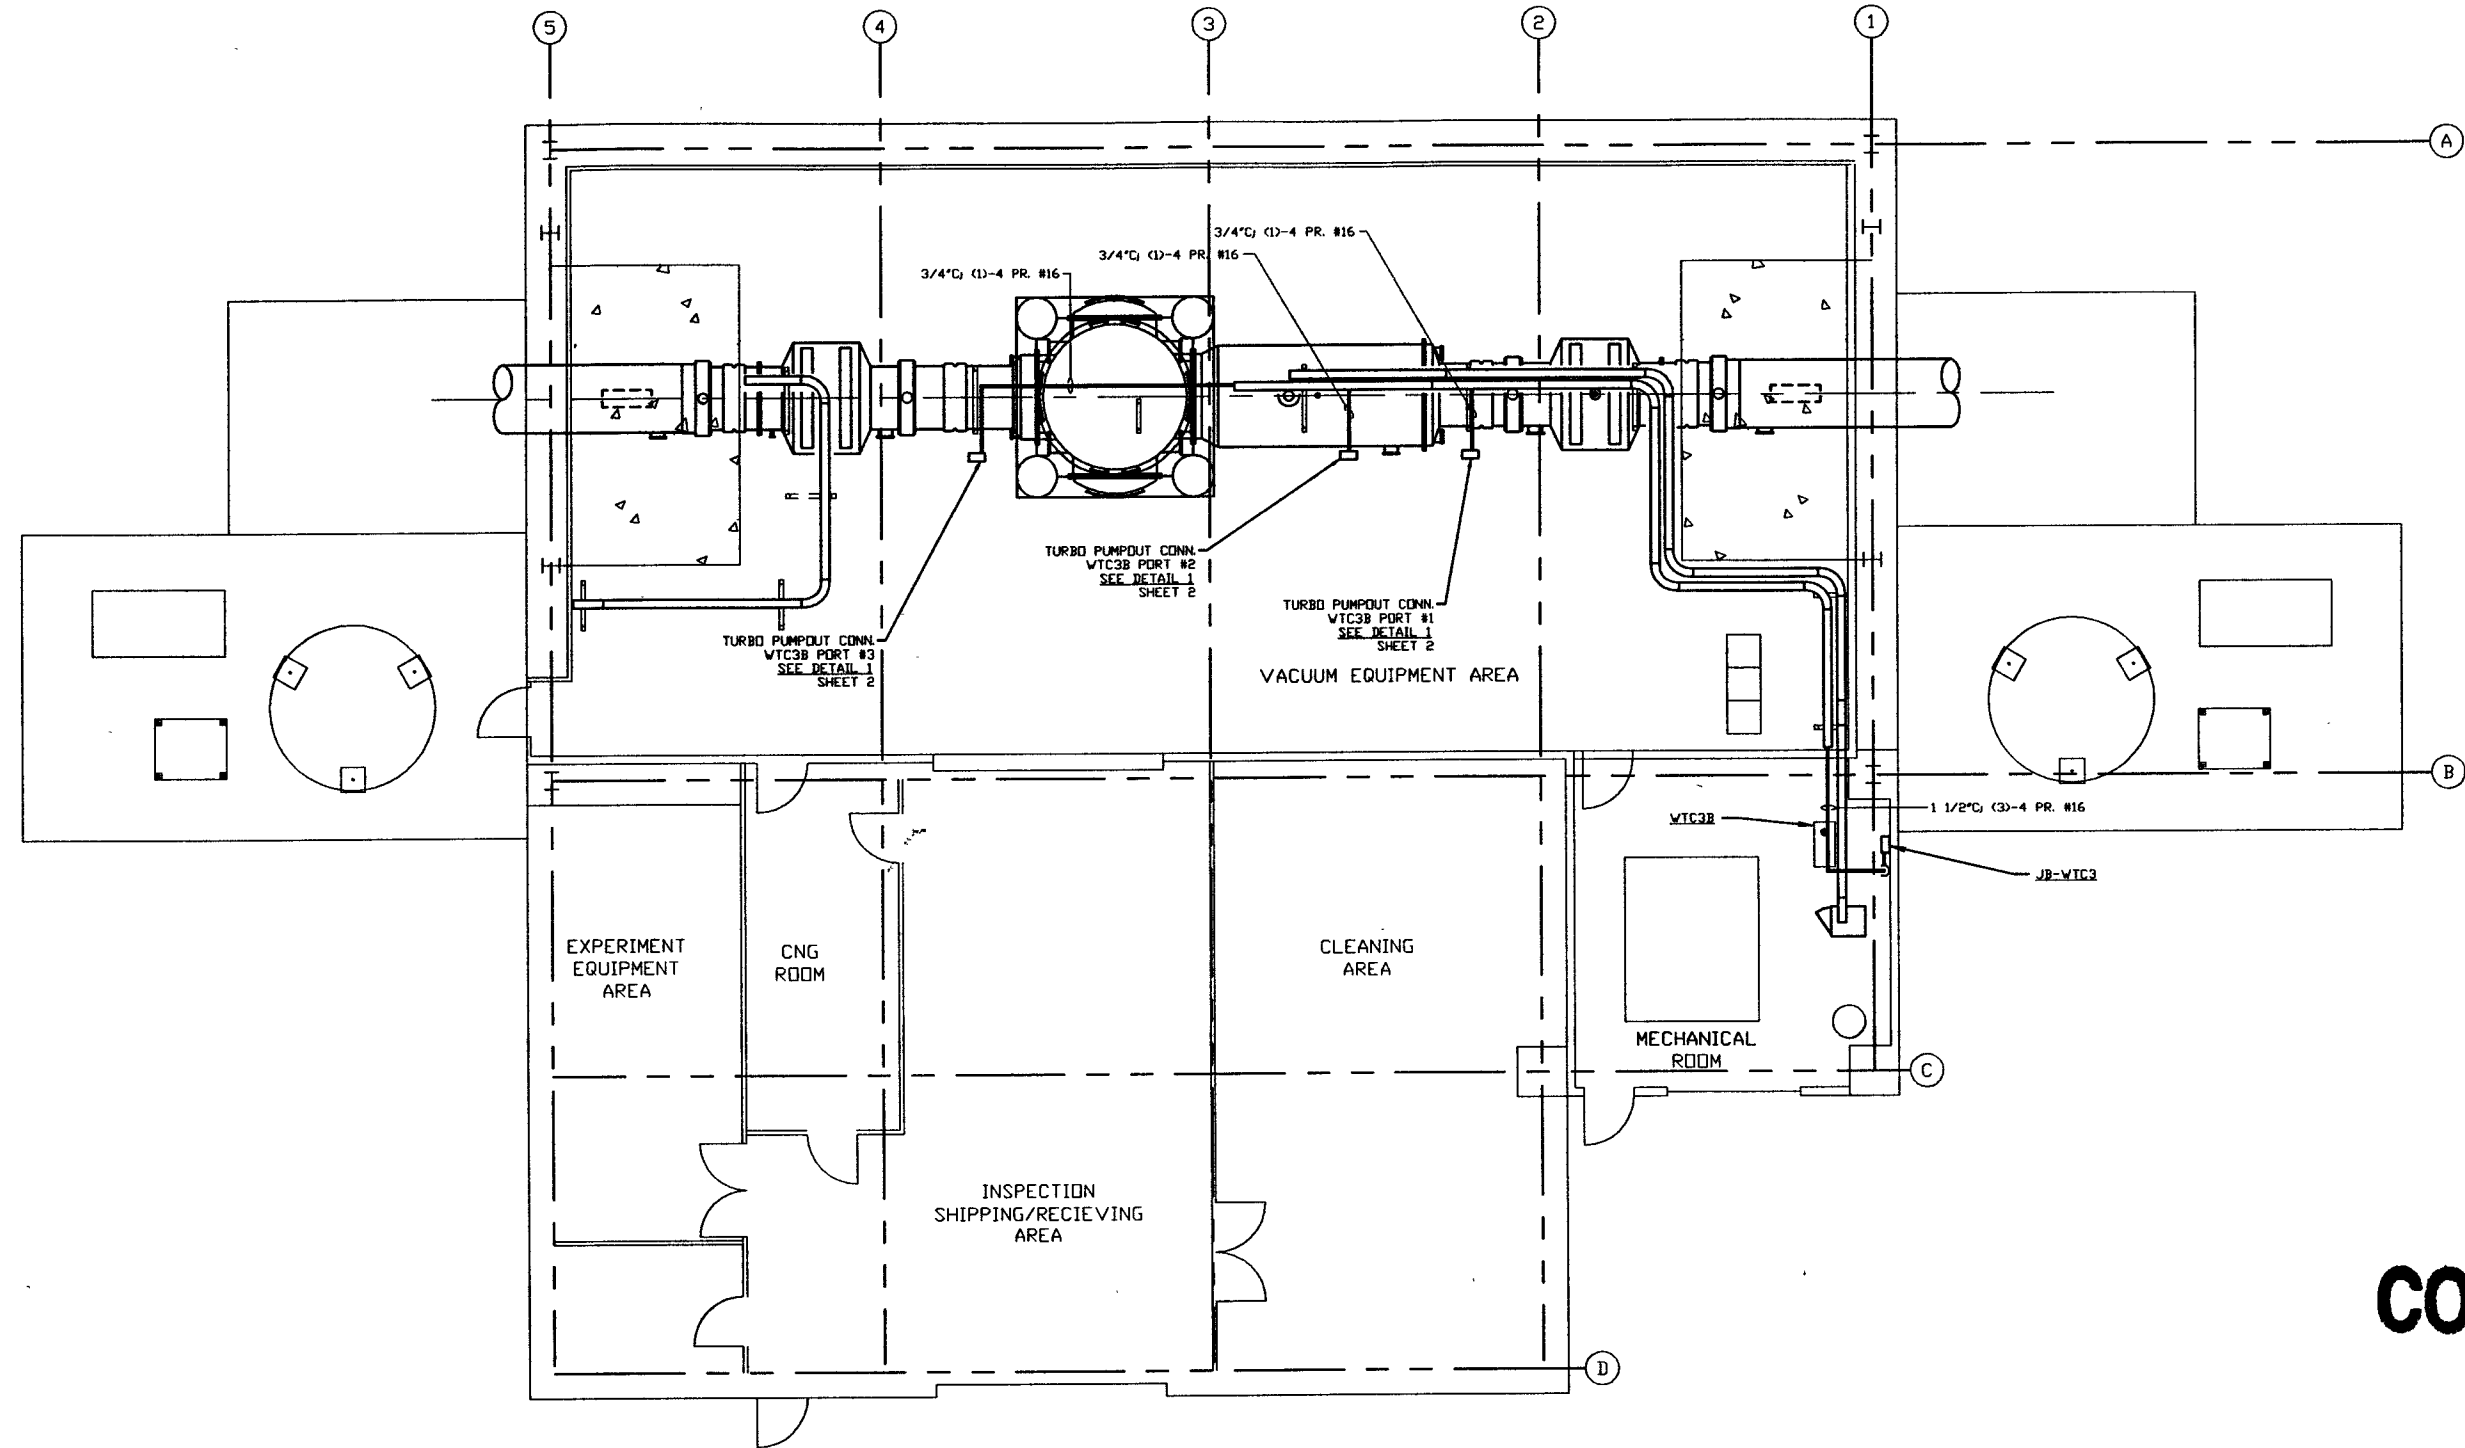 5
4
3
2
1
A
3/4"C; (1)-4 PR. #16
3/4"C; (1)-4 PR. #16
3/4"C; (1)-4 PR. #16
TURBO PUMPOUT CONN.
WTC3B PORT #2
SEE DETAIL 1
SHEET 2
TURBO PUMPOUT CONN.
WTC3B PORT #1
SEE DETAIL 1
SHEET 2
TURBO PUMPOUT CONN.
WTC3B PORT #3
SEE DETAIL 1
SHEET 2
VACUUM EQUIPMENT AREA
B
1 1/2"C; (3)-4 PR. #16
WTC3B
JB-WTC3
EXPERIMENT
EQUIPMENT
AREA
CNG
ROOM
CLEANING
AREA
MECHANICAL
ROOM
C
INSPECTION
SHIPPING/RECIEVING
AREA
CO
D